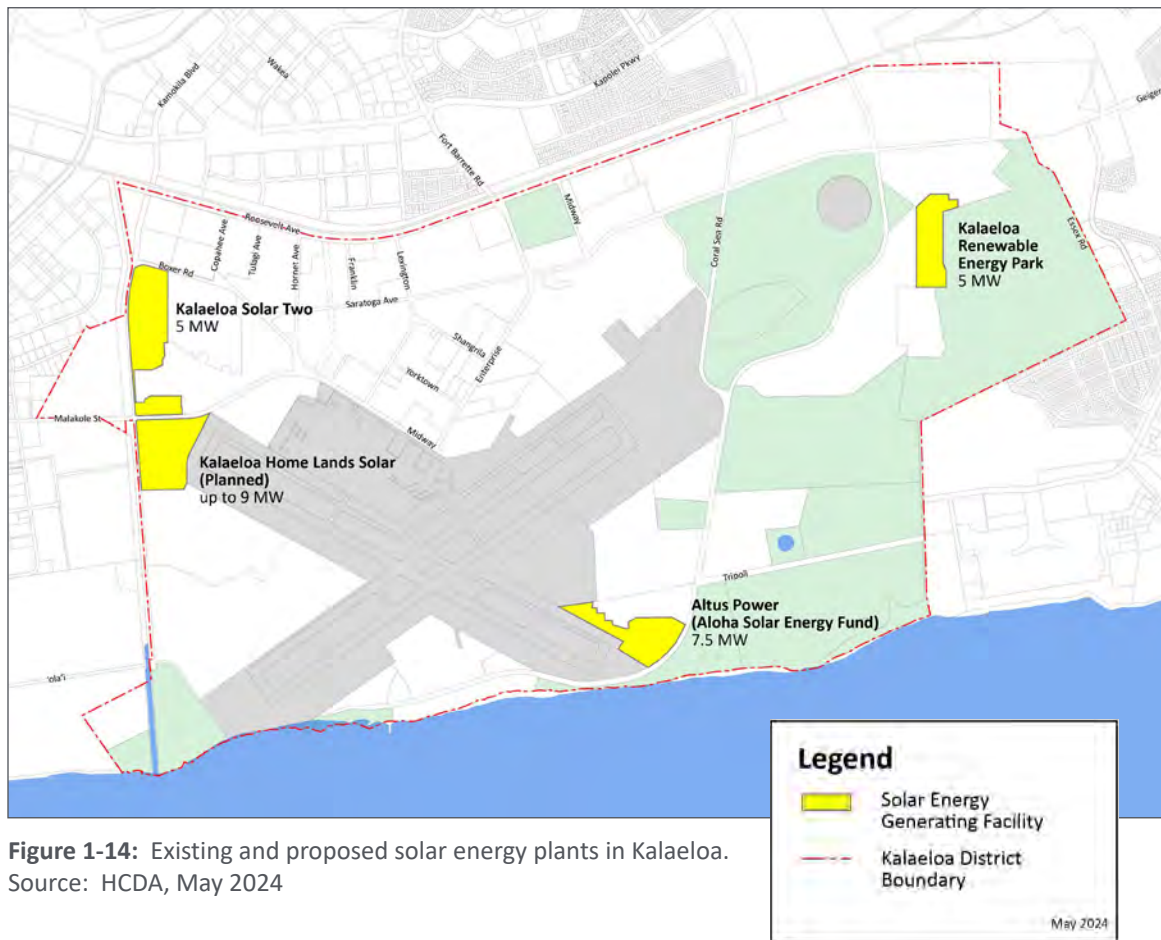 Kamokila Blvd
Wakea
Kapolei Pkwy
Fort Barrette Rd
Geiger
Roosevelt Ave
Midway
Coral Sea Rd
Essex Rd
Boxer Rd
Copahee Ave
Tulagi Ave
Hornet Ave
Franklin
Lexington
Saratoga Ave
Kalaeloa
Renewable
Energy Park
5 MW
Kalaeloa Solar Two
5 MW
Shangrila
Enterprise
Yorktown
Midway
Malakole St
Kalaeloa Home Lands Solar
(Planned)
up to 9 MW
Tripoli
Altus Power
(Aloha Solar Energy Fund)
7.5 MW
'ola'i
Legend
Solar Energy
Generating Facility
Kalaeloa District
Boundary
May 2024
Figure 1-14: Existing and proposed solar energy plants in Kalaeloa.
Source: HCDA, May 2024